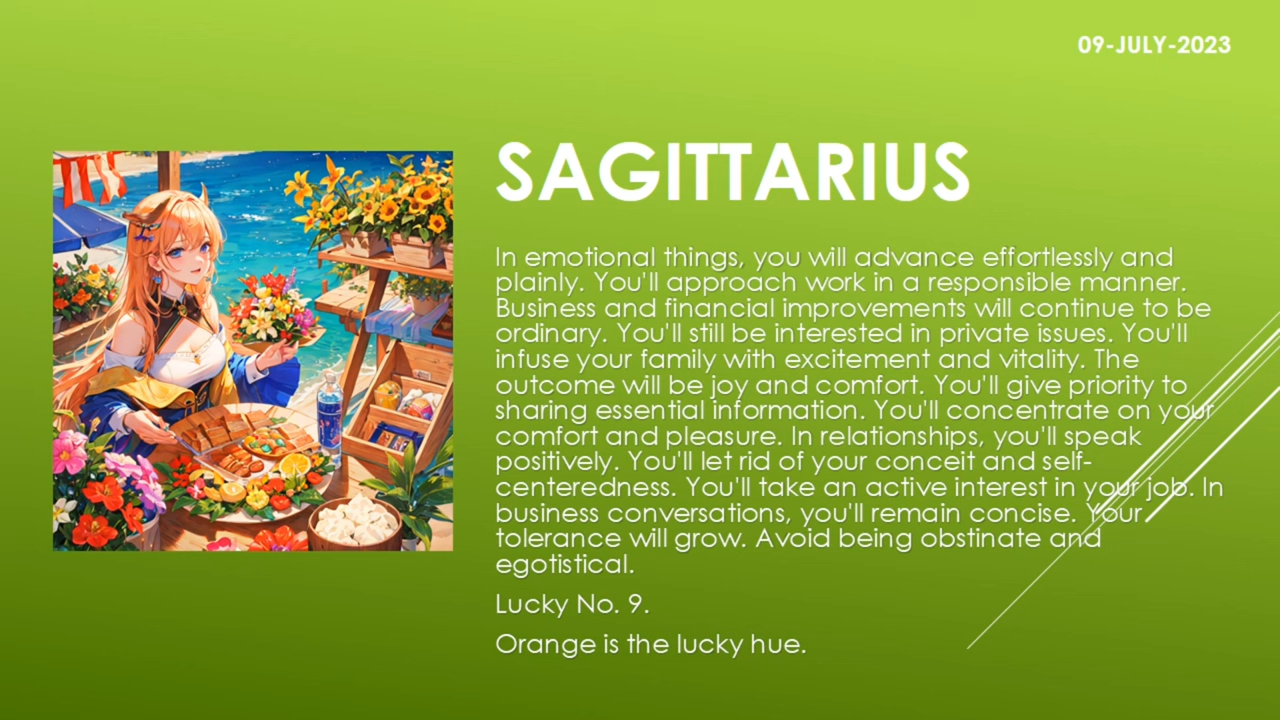 09-JULY-2023
SAGITTARIUS
In emotional things, you will advance effortlessly and
plainly. You'll approach work in a responsible manner.
Business and financial improvements will continue to be
ordinary. You'll still be interested in private issues. You'll
infuse your family with excitement and vitality. The
outcome will be joy and comfort. You'll give priority to
sharing essential information. You'll concentrate on your
comfort and pleasure. In relationships, you'll speak
positively. You'll let rid of your conceit and self-
centeredness. You'll take an active interest in your job. In
business conversations, you'll remain concise. Your
tolerance will grow. Avoid being obstinate and
egotistical.
Lucky No. 9.
Orange is the lucky hue.